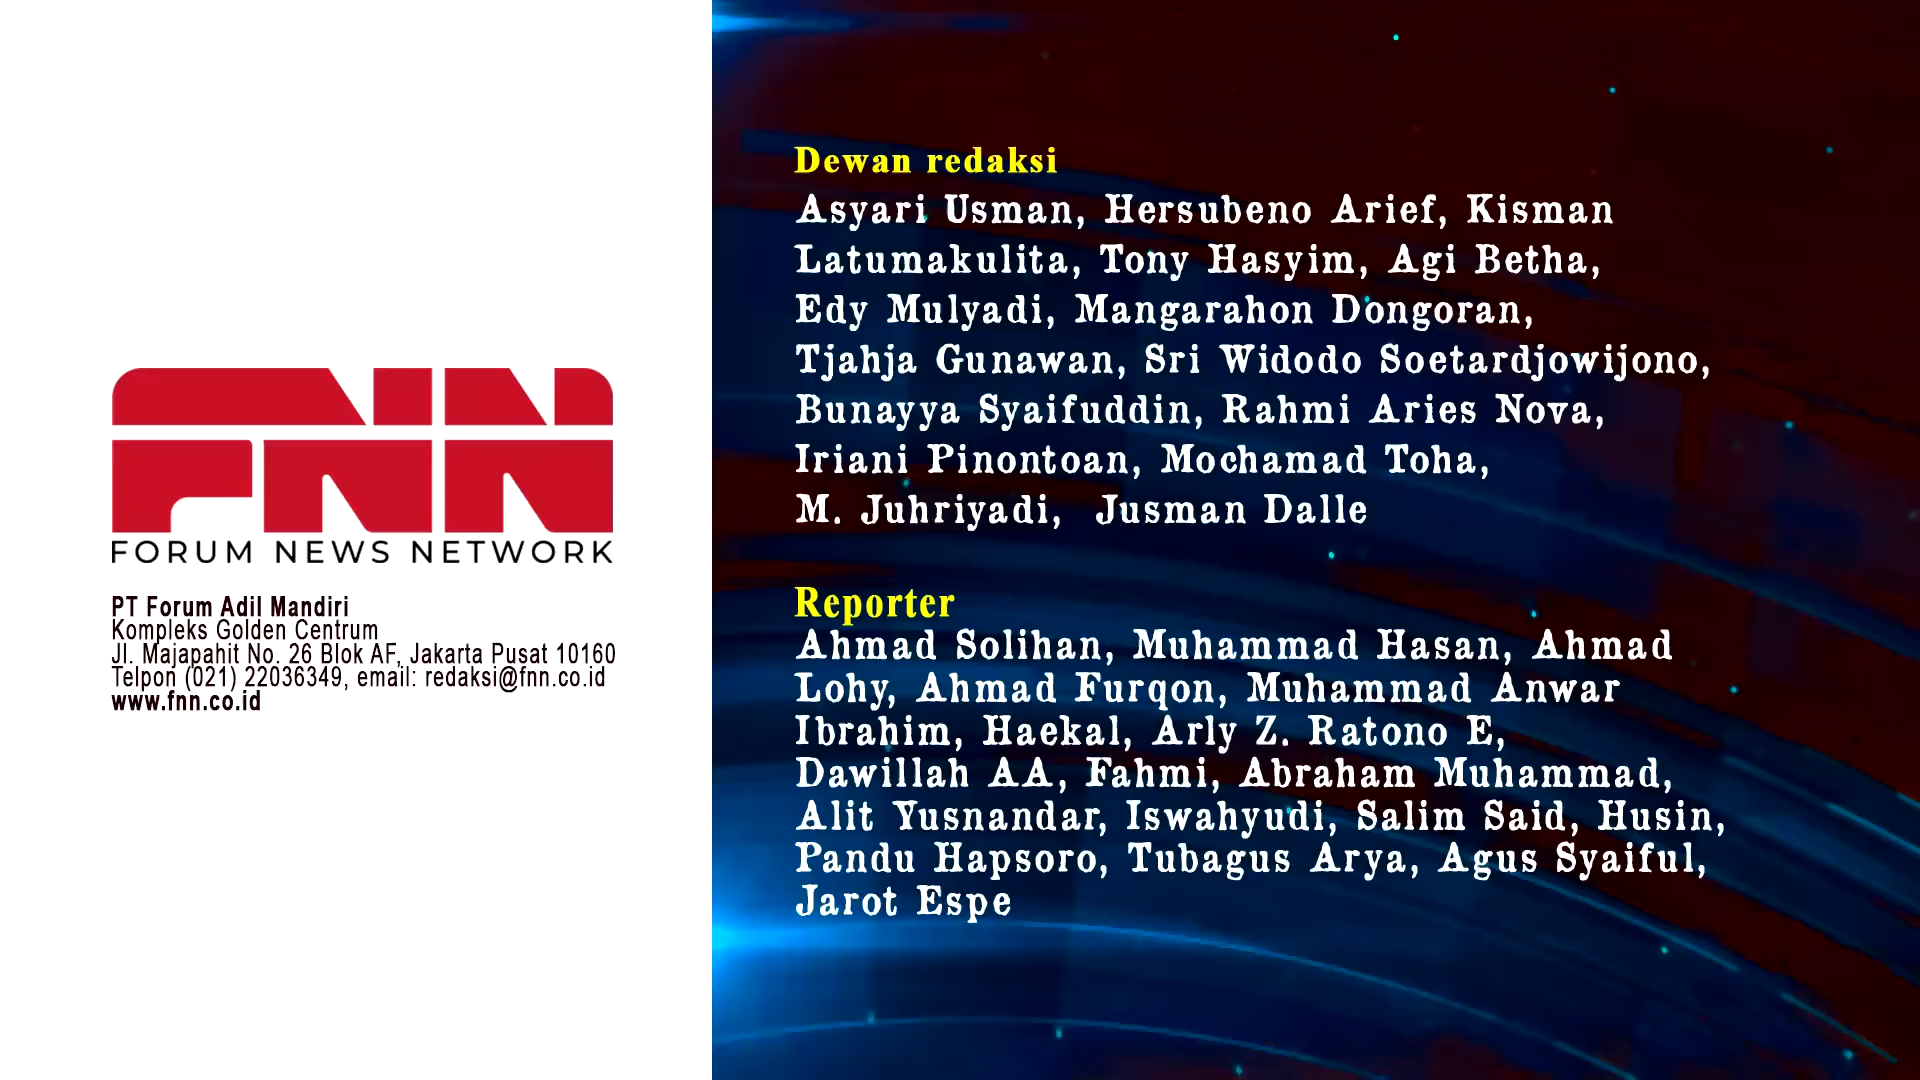 FNN
FORUM NEWS NETWORK
PT Forum Adil Mandiri
Kompleks Golden Centrum
Jl. Majapahit No. 26 Blok AF, Jakarta Pusat 10160
Telpon (021) 22036349, email: redaksi@fnn.co.id
www.fnn.co.id
Dewan redaksi
Asyari Usman, Hersubeno Arief, Kisman
Latumakulita, Tony Hasyim, Agi Betha,
Edy Mulyadi, Mangarahon Dongoran,
Tjahja Gunawan, Sri Widodo Soetardjowijono,
Bunayya Syaifuddin, Rahmi Aries Nova,
Iriani Pinontoan, Mochamad Toha,
M. Juhriyadi,  Jusman Dalle
Reporter
Ahmad Solihan, Muhammad Hasan, Ahmad
Lohy, Ahmad Furqon, Muhammad Anwar
Ibrahim, Haekal, Arly Z. Ratono E,
Dawillah AA, Fahmi, Abraham Muhammad,
Alit Yusnandar, Iswahyudi, Salim Said, Husin,
Pandu Hapsoro, Tubagus Arya, Agus Syaiful,
Jarot Espe